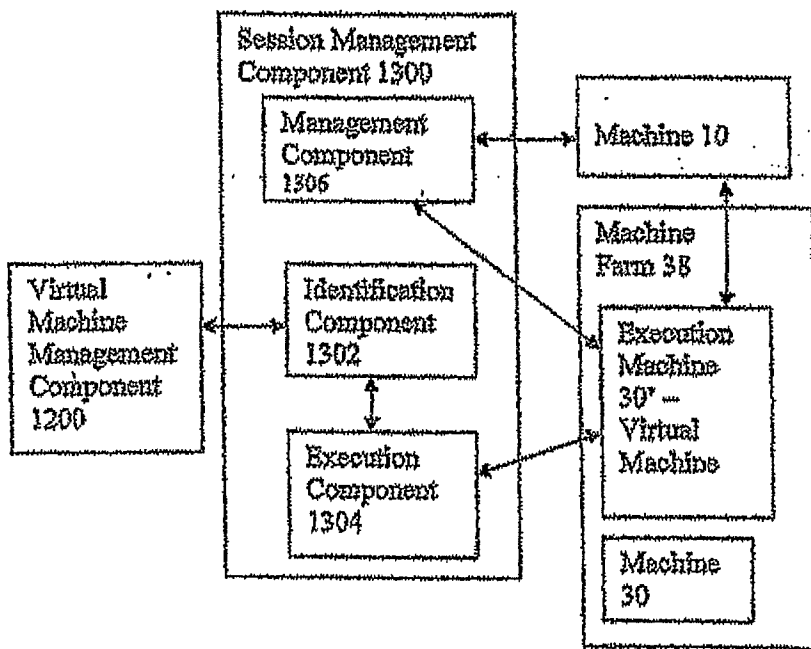 Session Management
Component 1300
Management
Component
1306
Machine 10
Machine
Farm 38
Virtual
Machine
Management
Component
1200
Identification
Component
1302
Execution
Machine
30' –
Virtual
Machine
Execution
Component
1304
Machine
30